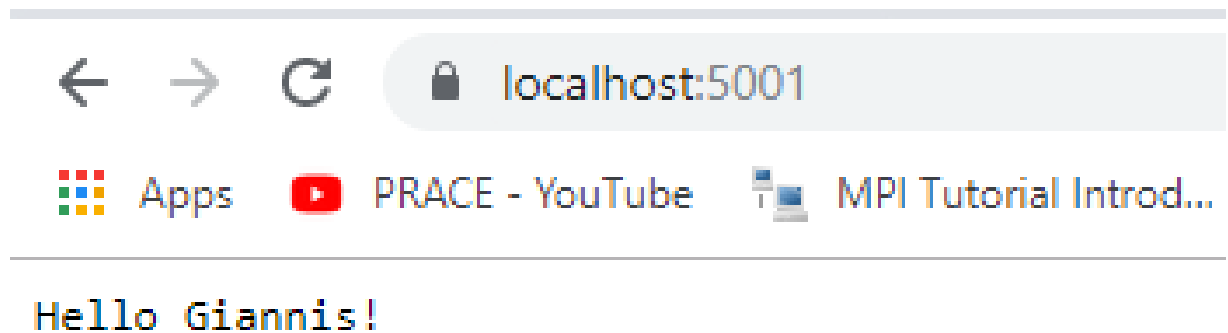 localhost:5001
Apps PRACE - YouTube MPI Tutorial Introd...
Hello Giannis!